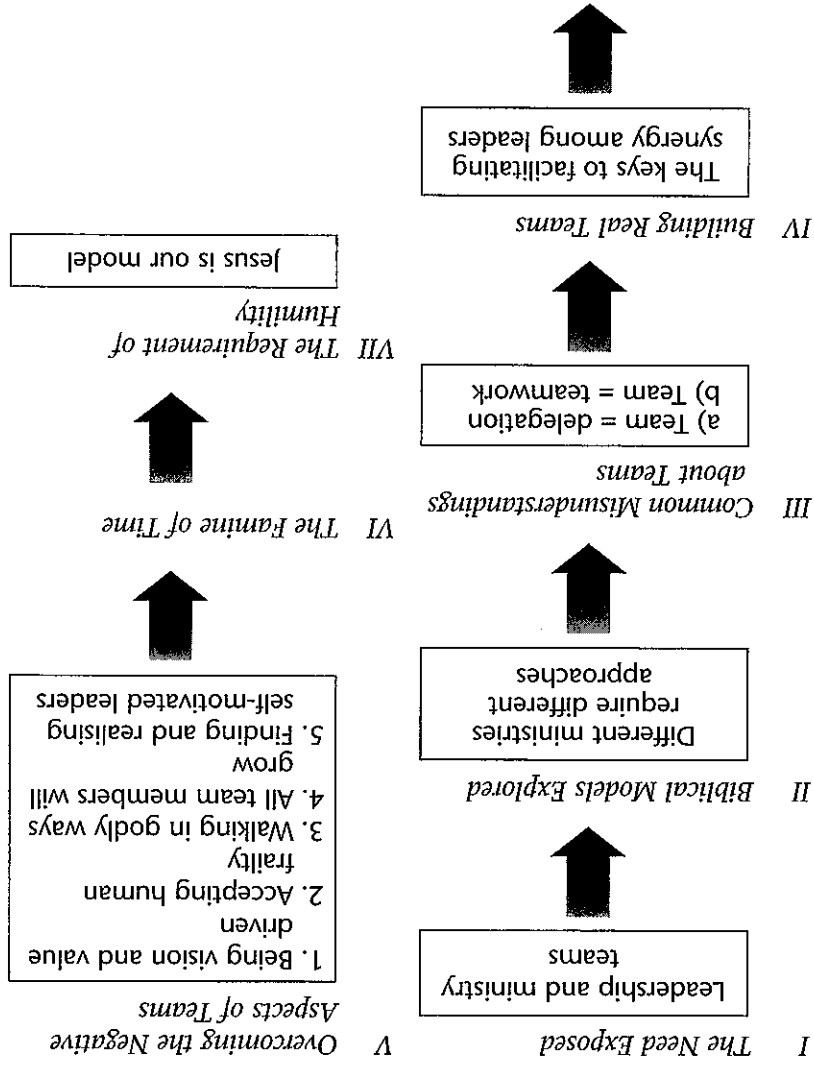 I The Need Exposed
Leadership and ministry
teams
II Biblical Models Explored
Different ministries
require different
approaches
III Common Misunderstandings
about Teams
a) Team = delegation
b) Team = teamwork
IV Building Real Teams
The keys to facilitating
synergy among leaders
V Overcoming the Negative
Aspects of Teams
1. Being vision and value
driven
2. Accepting human
frailty
3. Walking in godly ways
4. All team members will
grow
5. Finding and realising
self-motivated leaders
VI The Famine of Time
VII The Requirement of
Humility
Jesus is our model